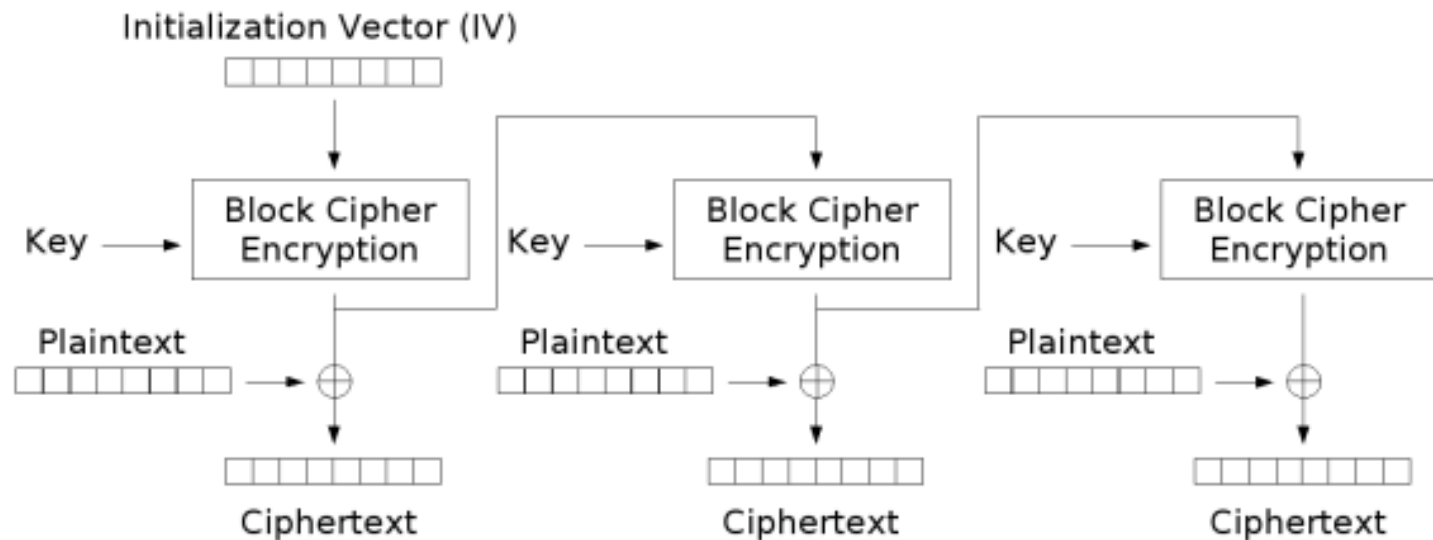 Initialization Vector (IV)
Block Cipher
Encryption
Key
Block Cipher
Encryption
Key
Block Cipher
Encryption
Key
Plaintext
Plaintext
Plaintext
Ciphertext
Ciphertext
Ciphertext